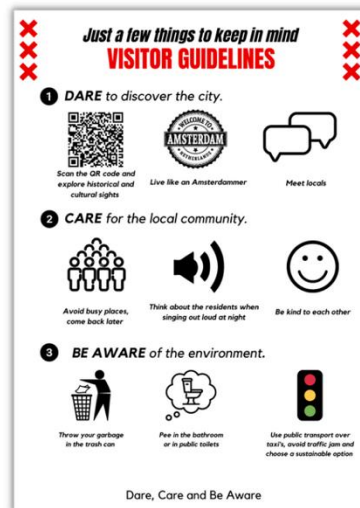 Just a few things to keep in mind
VISITOR GUIDELINES
1 DARE to discover the city.
Scan the QR code and
explore historical and
cultural sights
WELCOME TO
AMSTERDAM
NETHERLANDS
Live like an Amsterdammer
Meet locals
2 CARE for the local community.
Avoid busy places,
come back later
Think about the residents when
singing out loud at night
Be kind to each other
3 BE AWARE of the environment.
Throw your garbage
in the trash can
Pee in the bathroom
or in public toilets
Use public transport over
taxi's, avoid traffic jam and
choose a sustainable option
Dare, Care and Be Aware